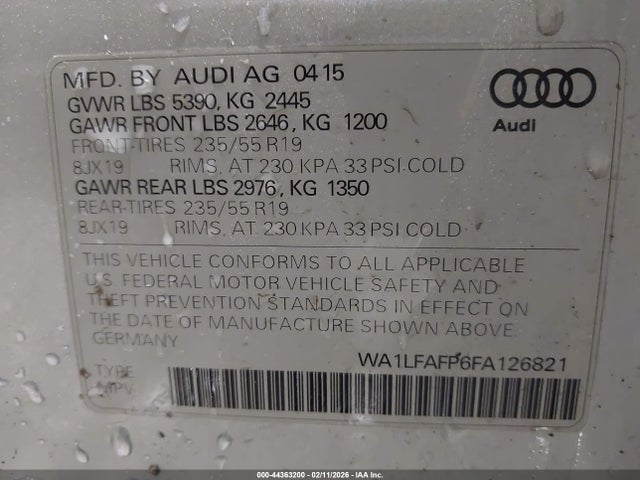 MFD. BY AUDI AG 0415
GVWR LBS 5390, KG 2445
GAWR FRONT LBS 2646, KG 1200
FRONT-TIRES 235/55 R19
8JX19 RIMS, AT 230 KPA 33 PSI COLD
GAWR REAR LBS 2976, KG 1350
REAR-TIRES 235/55 R19
8JX19 RIMS, AT 230 KPA 33 PSI COLD
Audi
THIS VEHICLE CONFORMS TO ALL APPLICABLE
U.S. FEDERAL MOTOR VEHICLE SAFETY AND
THEFT PREVENTION STANDARDS IN EFFECT ON
THE DATE OF MANUFACTURE SHOWN ABOVE.
GERMANY
WA1LFAFP6FA126821
TYPE
MPV
000-44363200 - 02/11/2026 - IAA Inc.